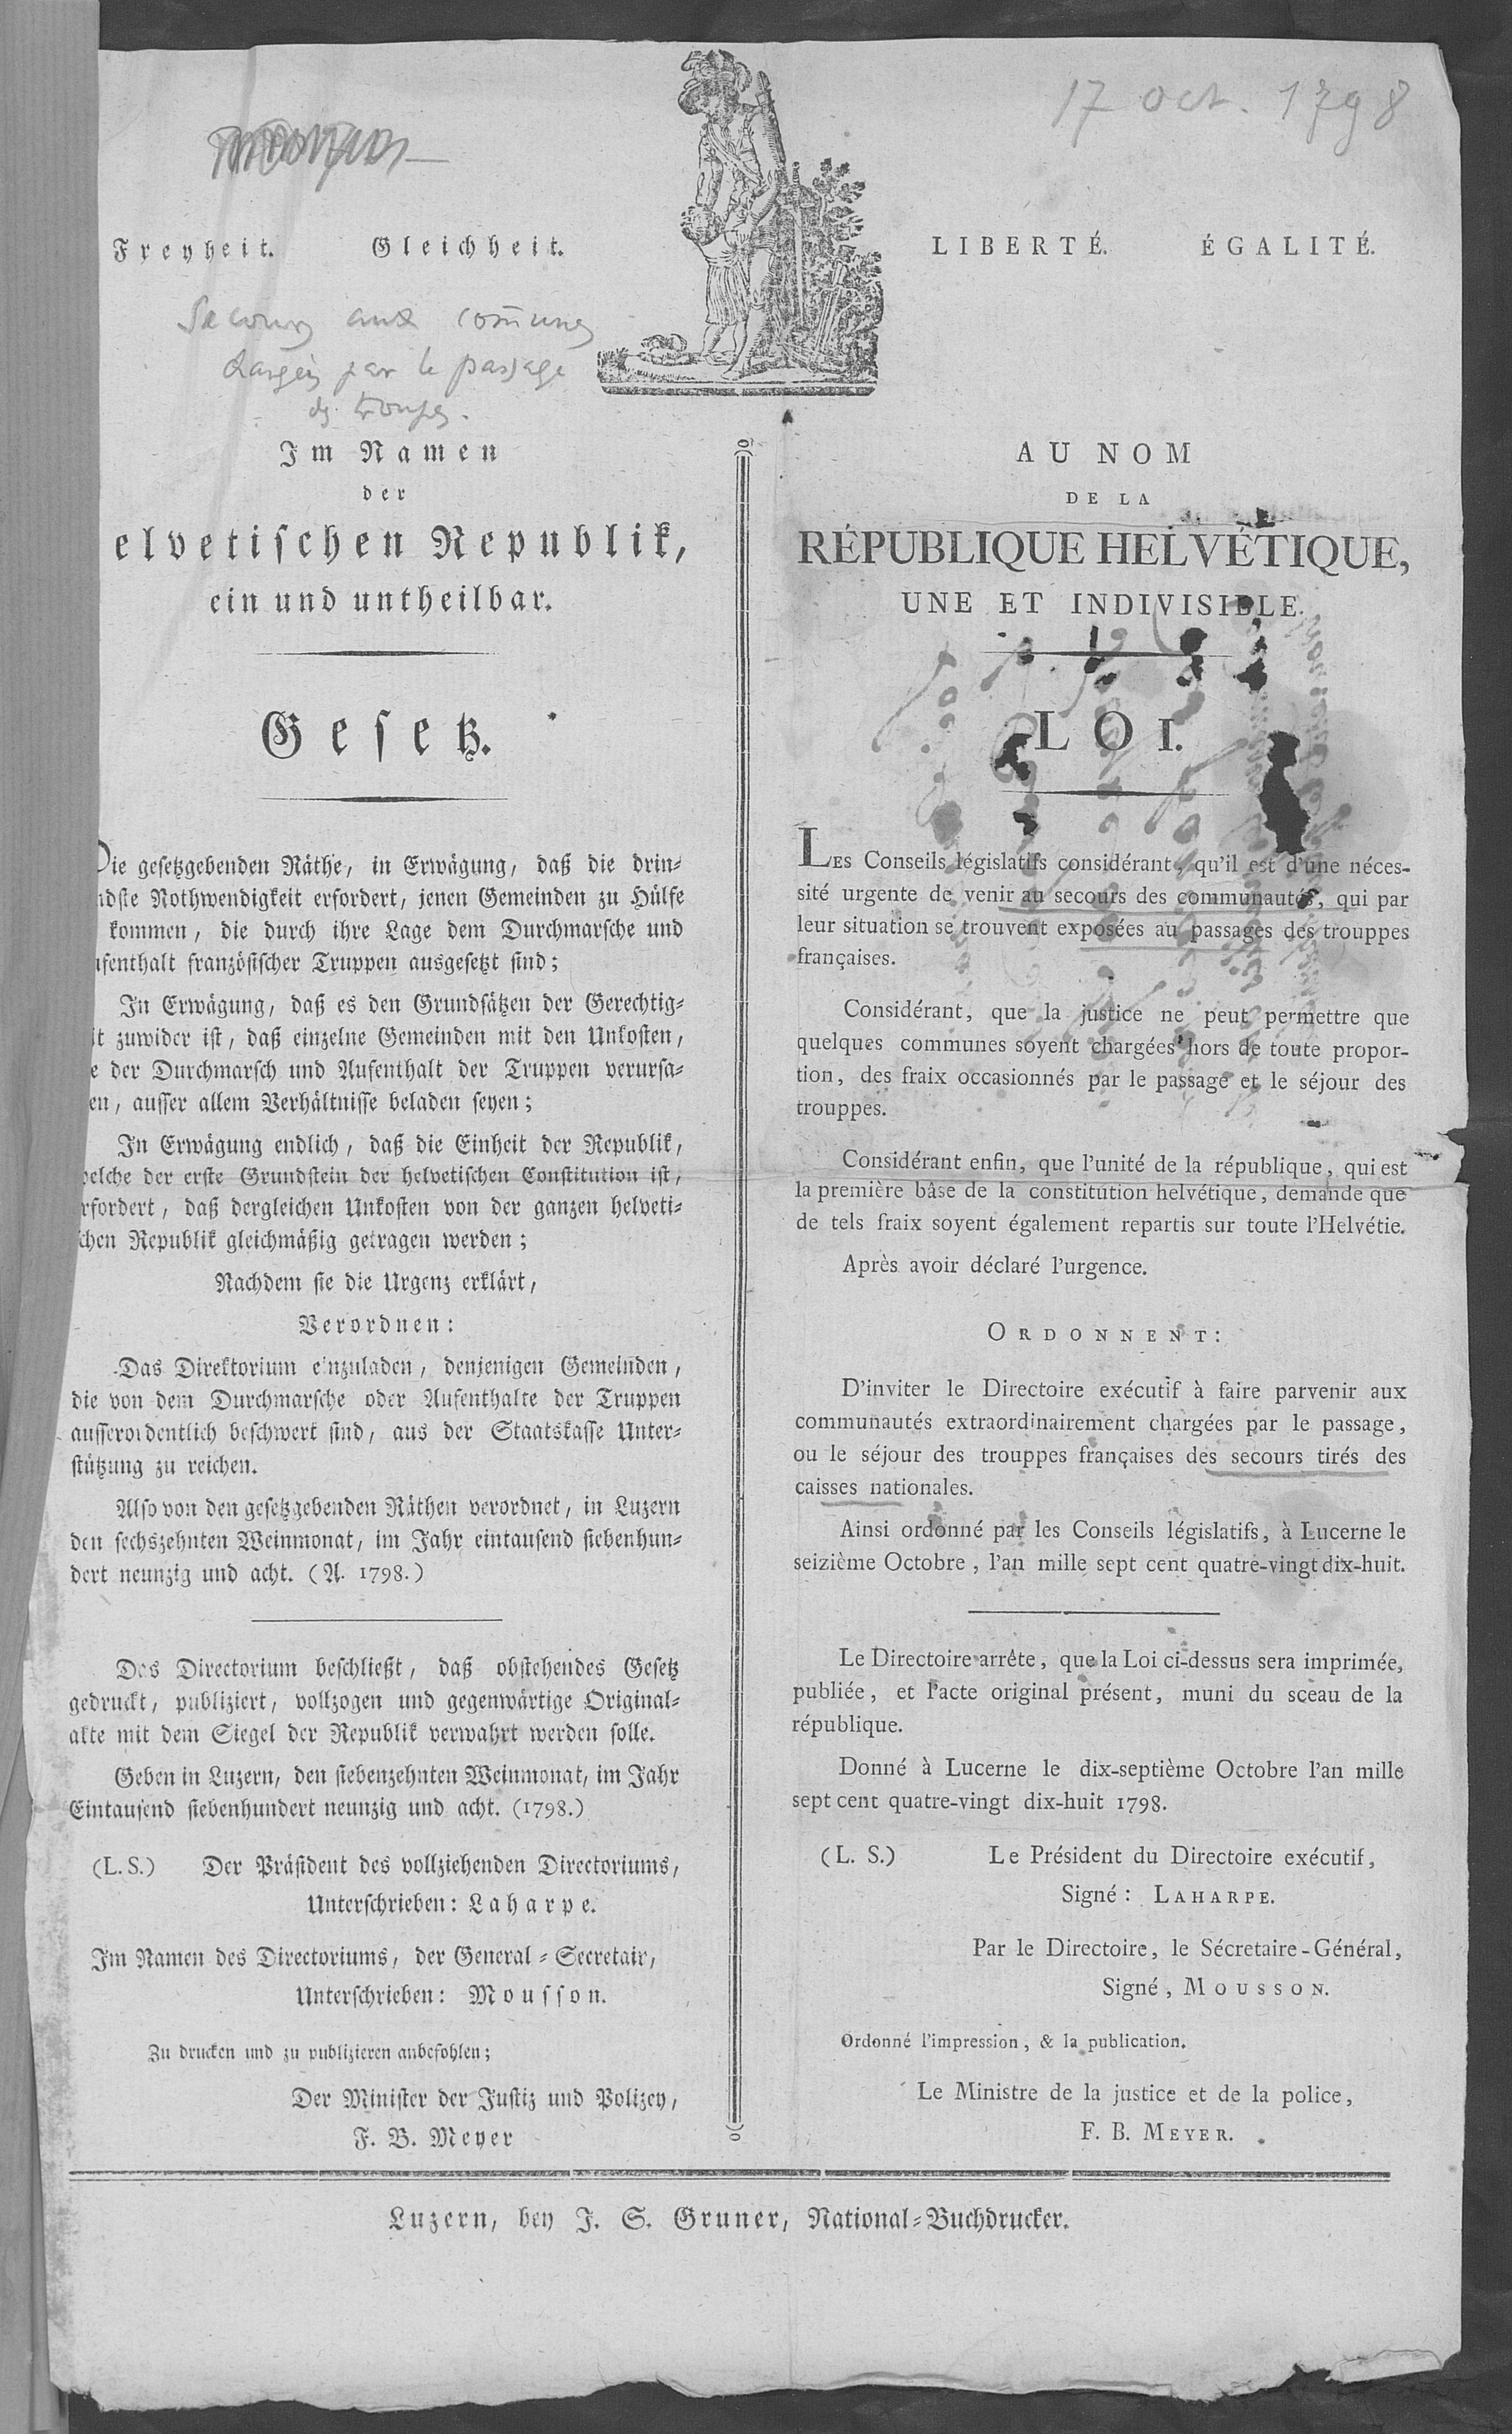 17 oct. 1798
Freyheit. Gleichheit.
LIBERTÉ. ÉGALITÉ.
Secours aux com̄unes
chargées par le passage
des troupes.
Im Namen
der
elvetischen Republik,
ein und untheilbar.
Gesetz.
Die gesetzgebenden Räthe, in Erwägung, daß die drin-
ndste Nothwendigkeit erfordert, jenen Gemeinden zu Hülfe
kommen, die durch ihre Lage dem Durchmarsche und
ufenthalt französischer Truppen ausgesetzt sind;
In Erwägung, daß es den Grundsätzen der Gerechtig-
it zuwider ist, daß einzelne Gemeinden mit den Unkosten,
e der Durchmarsch und Aufenthalt der Truppen verursa-
en, ausser allem Verhältnisse beladen seyen;
In Erwägung endlich, daß die Einheit der Republik,
welche der erste Grundstein der helvetischen Constitution ist,
erfordert, daß dergleichen Unkosten von der ganzen helveti-
schen Republik gleichmäßig getragen werden;
Nachdem sie die Urgenz erklärt,
Verordnen:
Das Direktorium einzuladen, denjenigen Gemeinden,
die von dem Durchmarsche oder Aufenthalte der Truppen
ausserordentlich beschwert sind, aus der Staatskasse Unter-
stützung zu reichen.
Also von den gesetzgebenden Räthen verordnet, in Luzern
den sechszehnten Weinmonat, im Jahr eintausend siebenhun-
dert neunzig und acht. (A. 1798.)
Das Directorium beschließt, daß obstehendes Gesetz
gedruckt, publiziert, vollzogen und gegenwärtige Original-
akte mit dem Siegel der Republik verwahrt werden solle.
Geben in Luzern, den siebenzehnten Weinmonat, im Jahr
Eintausend siebenhundert neunzig und acht. (1798.)
(L. S.) Der Präsident des vollziehenden Directoriums,
Unterschrieben: Laharpe.
Im Namen des Directoriums, der General-Secretair,
Unterschrieben: Mousson.
Zu drucken und zu publizieren anbefohlen;
Der Minister der Justiz und Polizey,
F. B. Meyer
AU NOM
DE LA
RÉPUBLIQUE HELVÉTIQUE,
UNE ET INDIVISIBLE.
LOI.
LES Conseils législatifs considérant, qu'il est d'une néces-
sité urgente de venir au secours des communautés, qui par
leur situation se trouvent exposées au passages des trouppes
françaises.
Considérant, que la justice ne peut permettre que
quelques communes soyent chargées hors de toute propor-
tion, des fraix occasionnés par le passage et le séjour des
trouppes.
Considérant enfin, que l'unité de la république, qui est
la première bâse de la constitution helvétique, demande que
de tels fraix soyent également repartis sur toute l'Helvétie.
Après avoir déclaré l'urgence.
ORDONNENT:
D'inviter le Directoire exécutif à faire parvenir aux
communautés extraordinairement chargées par le passage,
ou le séjour des trouppes françaises des secours tirés des
caisses nationales.
Ainsi ordonné par les Conseils législatifs, à Lucerne le
seizième Octobre, l'an mille sept cent quatre-vingt dix-huit.
Le Directoire arrête, que la Loi ci-dessus sera imprimée,
publiée, et l'acte original présent, muni du sceau de la
république.
Donné à Lucerne le dix-septième Octobre l'an mille
sept cent quatre-vingt dix-huit 1798.
(L. S.) Le Président du Directoire exécutif,
Signé: LAHARPE.
Par le Directoire, le Sécretaire-Général,
Signé, MOUSSON.
Ordonné l'impression, & la publication.
Le Ministre de la justice et de la police,
F. B. MEYER.
Luzern, bey J. S. Gruner, National-Buchdrucker.